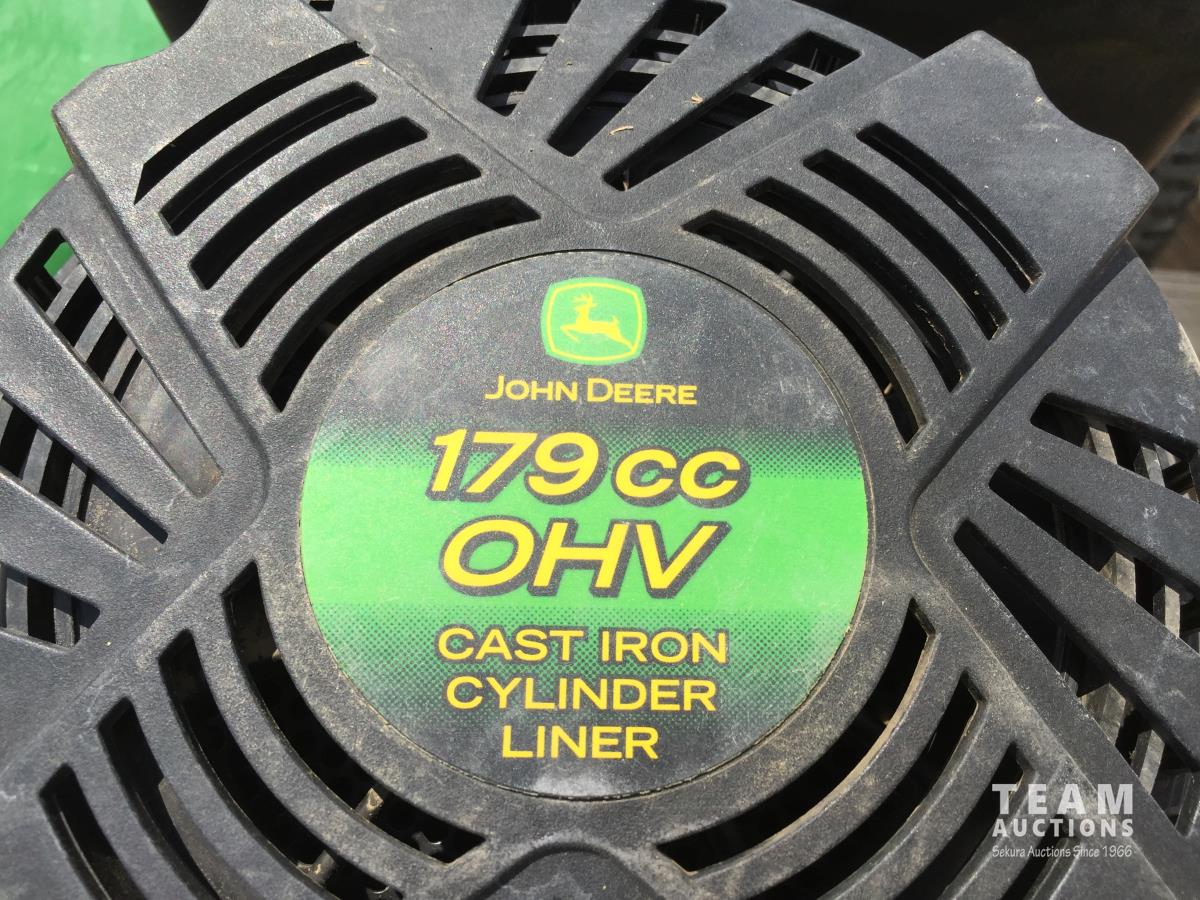 JOHN DEERE
179cc
OHV
CAST IRON
CYLINDER
LINER
TEAM
AUCTIONS
Sekura Auctions Since 1966